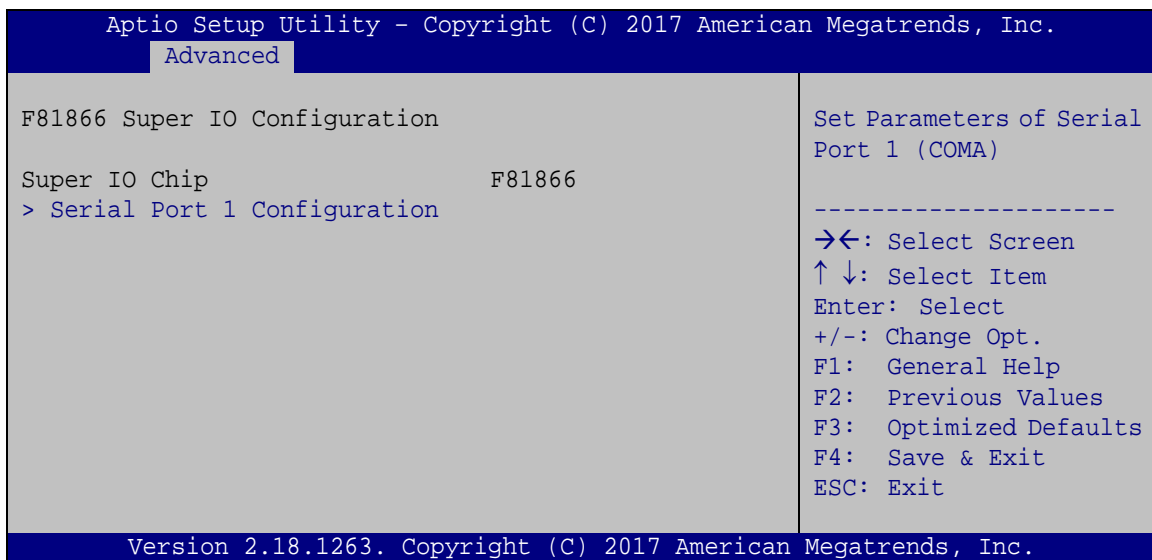 Aptio Setup Utility – Copyright (C) 2017 American Megatrends, Inc.
Advanced
F81866 Super IO Configuration
Super IO Chip F81866
> Serial Port 1 Configuration
Set Parameters of Serial
Port 1 (COMA)
---------------------
→←: Select Screen
↑ ↓: Select Item
Enter: Select
+/-: Change Opt.
F1: General Help
F2: Previous Values
F3: Optimized Defaults
F4: Save & Exit
ESC: Exit
Version 2.18.1263. Copyright (C) 2017 American Megatrends, Inc.